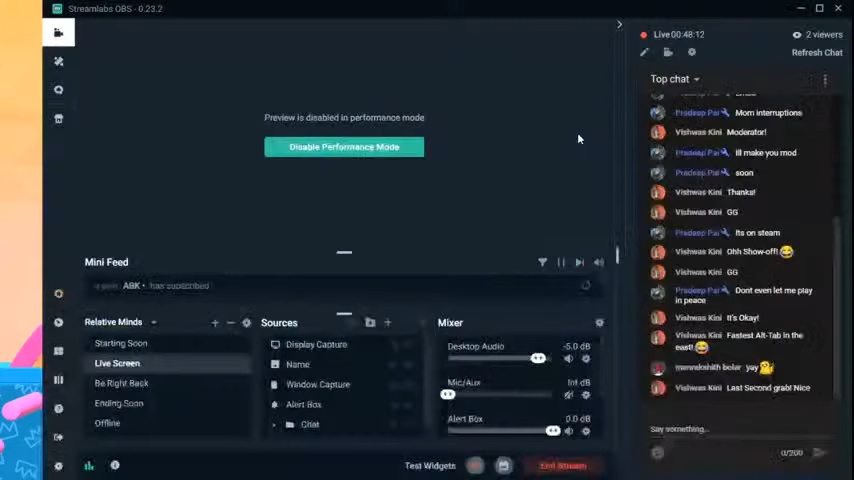 Streamlabs OBS - 0.23.2
Live 00:48:12
2 viewers
Refresh Chat
Top chat
Preview is disabled in performance mode
Disable Performance Mode
Pradeep Pai Mom interruptions
Vishwas Kini Moderator!
Pradeep Pai Ill make you mod
Pradeep Pai soon
Vishwas Kini Thanks!
Vishwas Kini GG
Pradeep Pai Its on steam
Vishwas Kini Ohh Show-off! 😂
Vishwas Kini GG
Pradeep Pai Dont even let me play
in peace
Vishwas Kini It's Okay!
Vishwas Kini Fastest Alt-Tab in the
east! 😂
yay
Vishwas Kini Last Second grab! Nice
Say something...
0/200
Mini Feed
ABK has subscribed
Relative Minds
Starting Soon
Live Screen
Be Right Back
Ending Soon
Offline
Sources
Display Capture
Name
Window Capture
Alert Box
Chat
Mixer
Desktop Audio -5.0 dB
Mic/Aux -Inf dB
Alert Box 0.0 dB
Test Widgets
End Stream